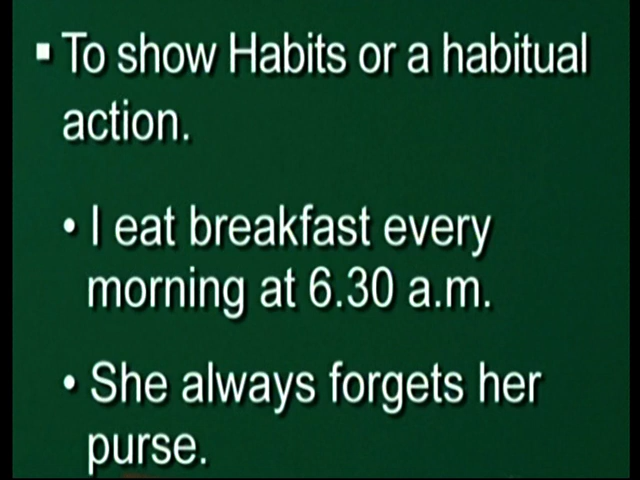 ▪ To show Habits or a habitual
action.
• I eat breakfast every
morning at 6.30 a.m.
• She always forgets her
purse.